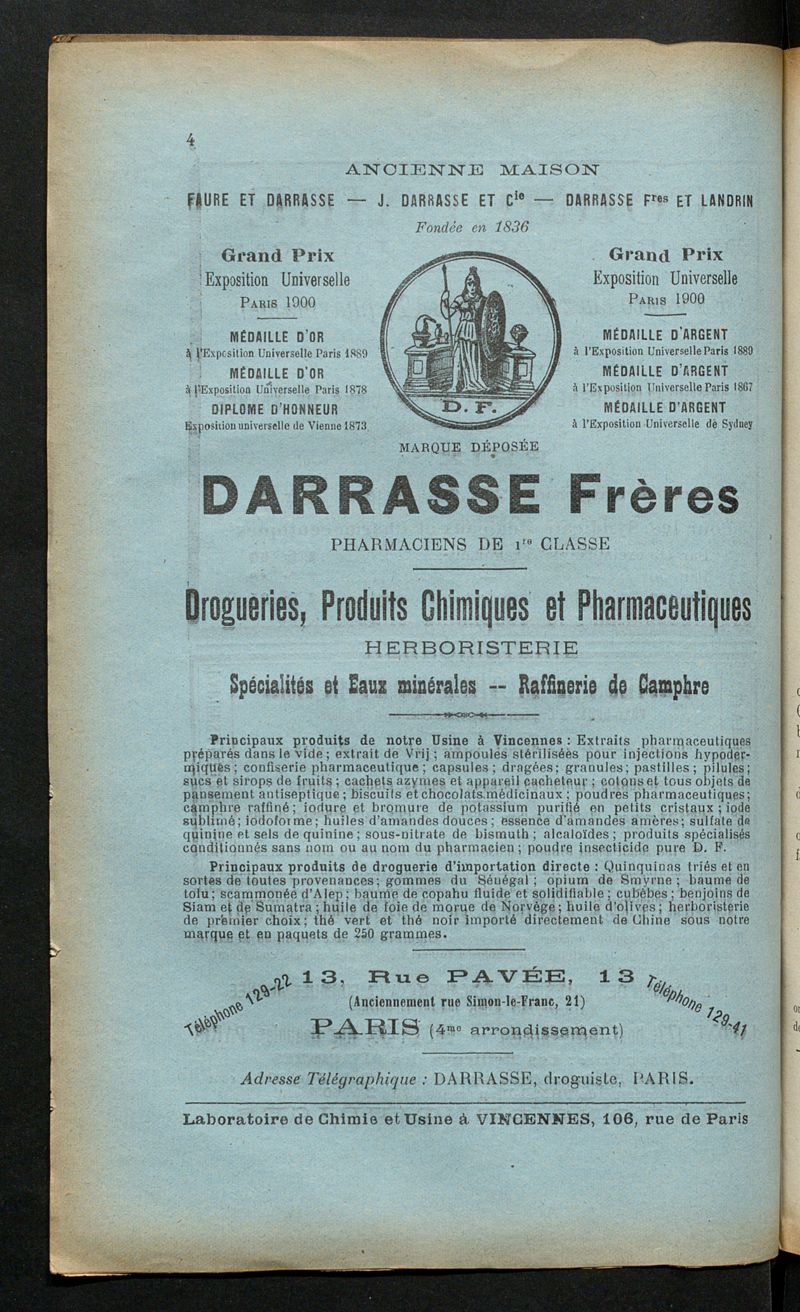 4
ANCIENNE MAISON
FAURE ET DARRASSE — J. DARRASSE ET Cie — DARRASSE Fres ET LANDRIN
Fondée en 1836
Grand Prix
Exposition Universelle
PARIS 1900
MÉDAILLE D'OR
à l'Exposition Universelle Paris 1889
MÉDAILLE D'OR
à l'Exposition Universelle Paris 1878
DIPLOME D'HONNEUR
Exposition universelle de Vienne 1873
D. F.
MARQUE DÉPOSÉE
Grand Prix
Exposition Universelle
PARIS 1900
MÉDAILLE D'ARGENT
à l'Exposition Universelle Paris 1889
MÉDAILLE D'ARGENT
à l'Exposition Universelle Paris 1867
MÉDAILLE D'ARGENT
à l'Exposition Universelle de Sydney
DARRASSE Frères
PHARMACIENS DE 1re CLASSE
Drogueries, Produits Chimiques et Pharmaceutiques
HERBORISTERIE
Spécialités et Eaux minérales -- Raffinerie de Camphre
Principaux produits de notre Usine à Vincennes : Extraits pharmaceutiques
préparés dans le vide ; extrait de Vrij ; ampoules stérilisées pour injections hypoder-
miques ; confiserie pharmaceutique ; capsules ; dragées ; granules ; pastilles ; pilules ;
sucs et sirops de fruits ; cachets azymes et appareil cacheteur ; cotons et tous objets de
pansement antiseptique ; biscuits et chocolats médicinaux ; poudres pharmaceutiques ;
camphre raffiné ; iodure et bromure de potassium purifié en petits cristaux ; iode
sublimé ; iodoforme ; huiles d'amandes douces ; essence d'amandes amères ; sulfate de
quinine et sels de quinine ; sous-nitrate de bismuth ; alcaloïdes ; produits spécialisés
conditionnés sans nom ou au nom du pharmacien ; poudre insecticide pure D. F.
Principaux produits de droguerie d'importation directe : Quinquinas triés et en
sortes de toutes provenances ; gommes du Sénégal ; opium de Smyrne ; baume de
tolu ; scammonée d'Alep ; baume de copahu fluide et solidifiable ; cubèbes ; benjoins de
Siam et de Sumatra ; huile de foie de morue de Norvège ; huile d'olives ; herboristerie
de premier choix ; thé vert et thé noir importé directement de Chine sous notre
marque et en paquets de 250 grammes.
Téléphone 129-22
13, Rue PAVÉE, 13
Téléphone 129-41
(Anciennement rue Simon-le-Franc, 21)
PARIS (4me arrondissement)
Adresse Télégraphique : DARRASSE, droguiste, PARIS.
Laboratoire de Chimie et Usine à VINCENNES, 106, rue de Paris